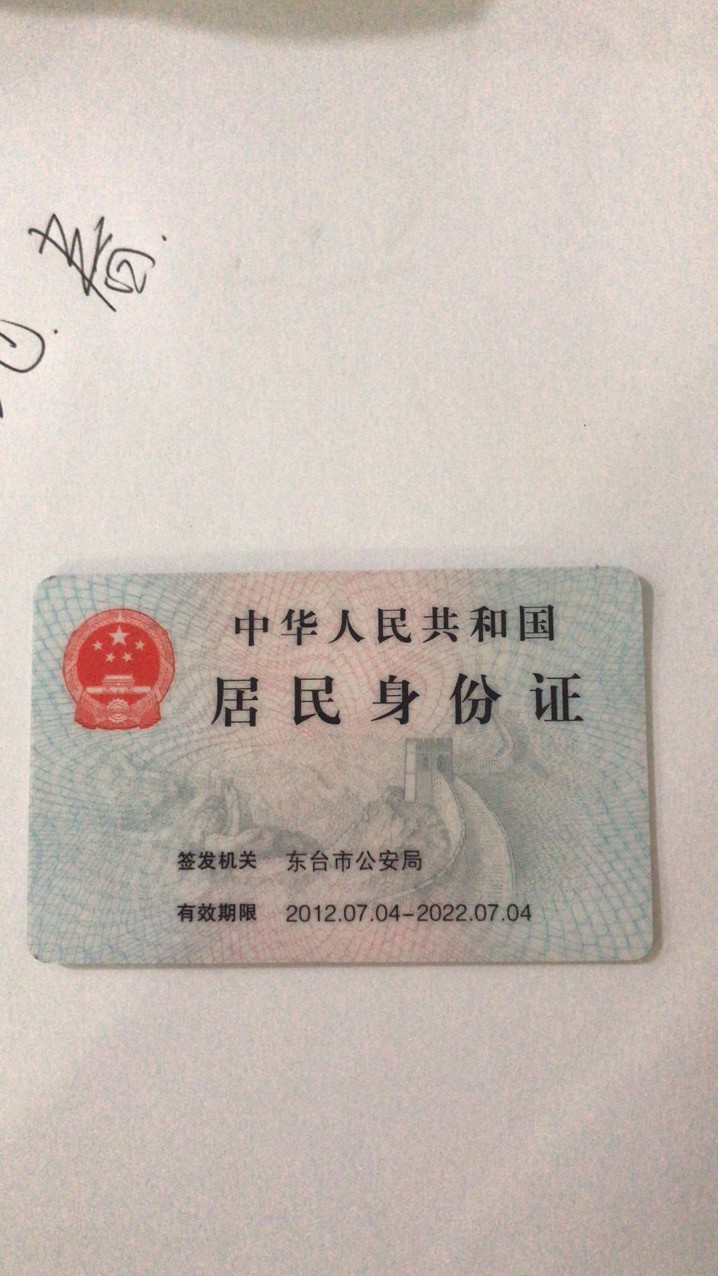 中华人民共和国
居民身份证
签发机关 东台市公安局
有效期限 2012.07.04-2022.07.04